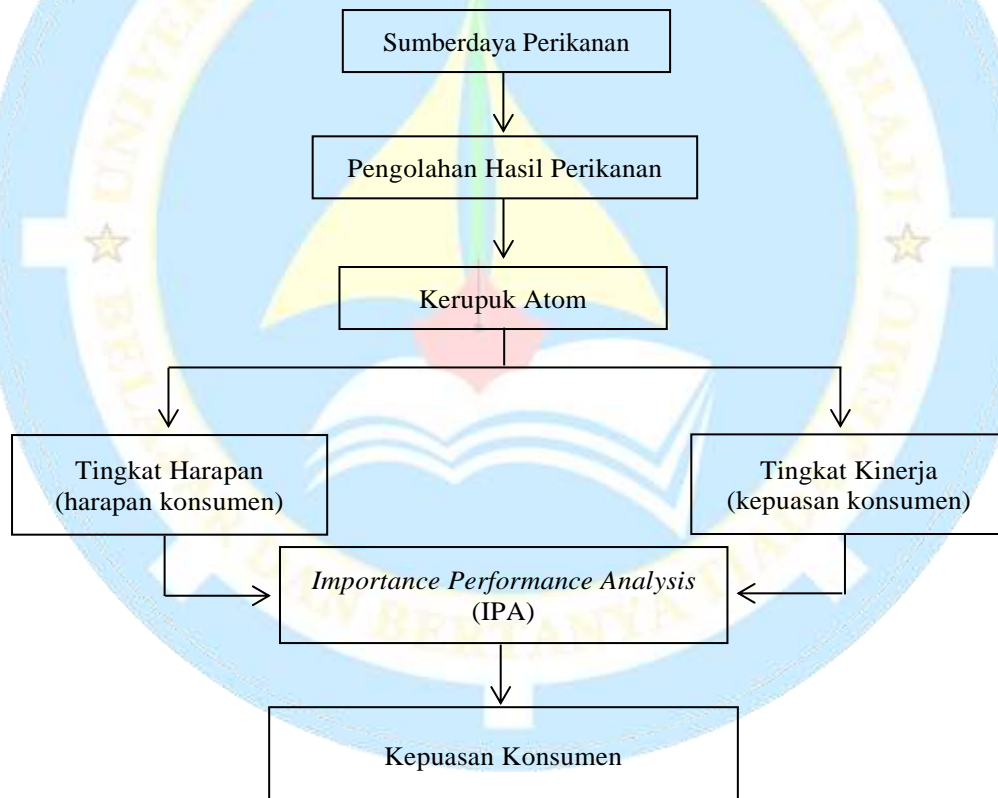 Sumberdaya Perikanan
Pengolahan Hasil Perikanan
Kerupuk Atom
Tingkat Harapan
(harapan konsumen)
Tingkat Kinerja
(kepuasan konsumen)
Importance Performance Analysis
(IPA)
Kepuasan Konsumen